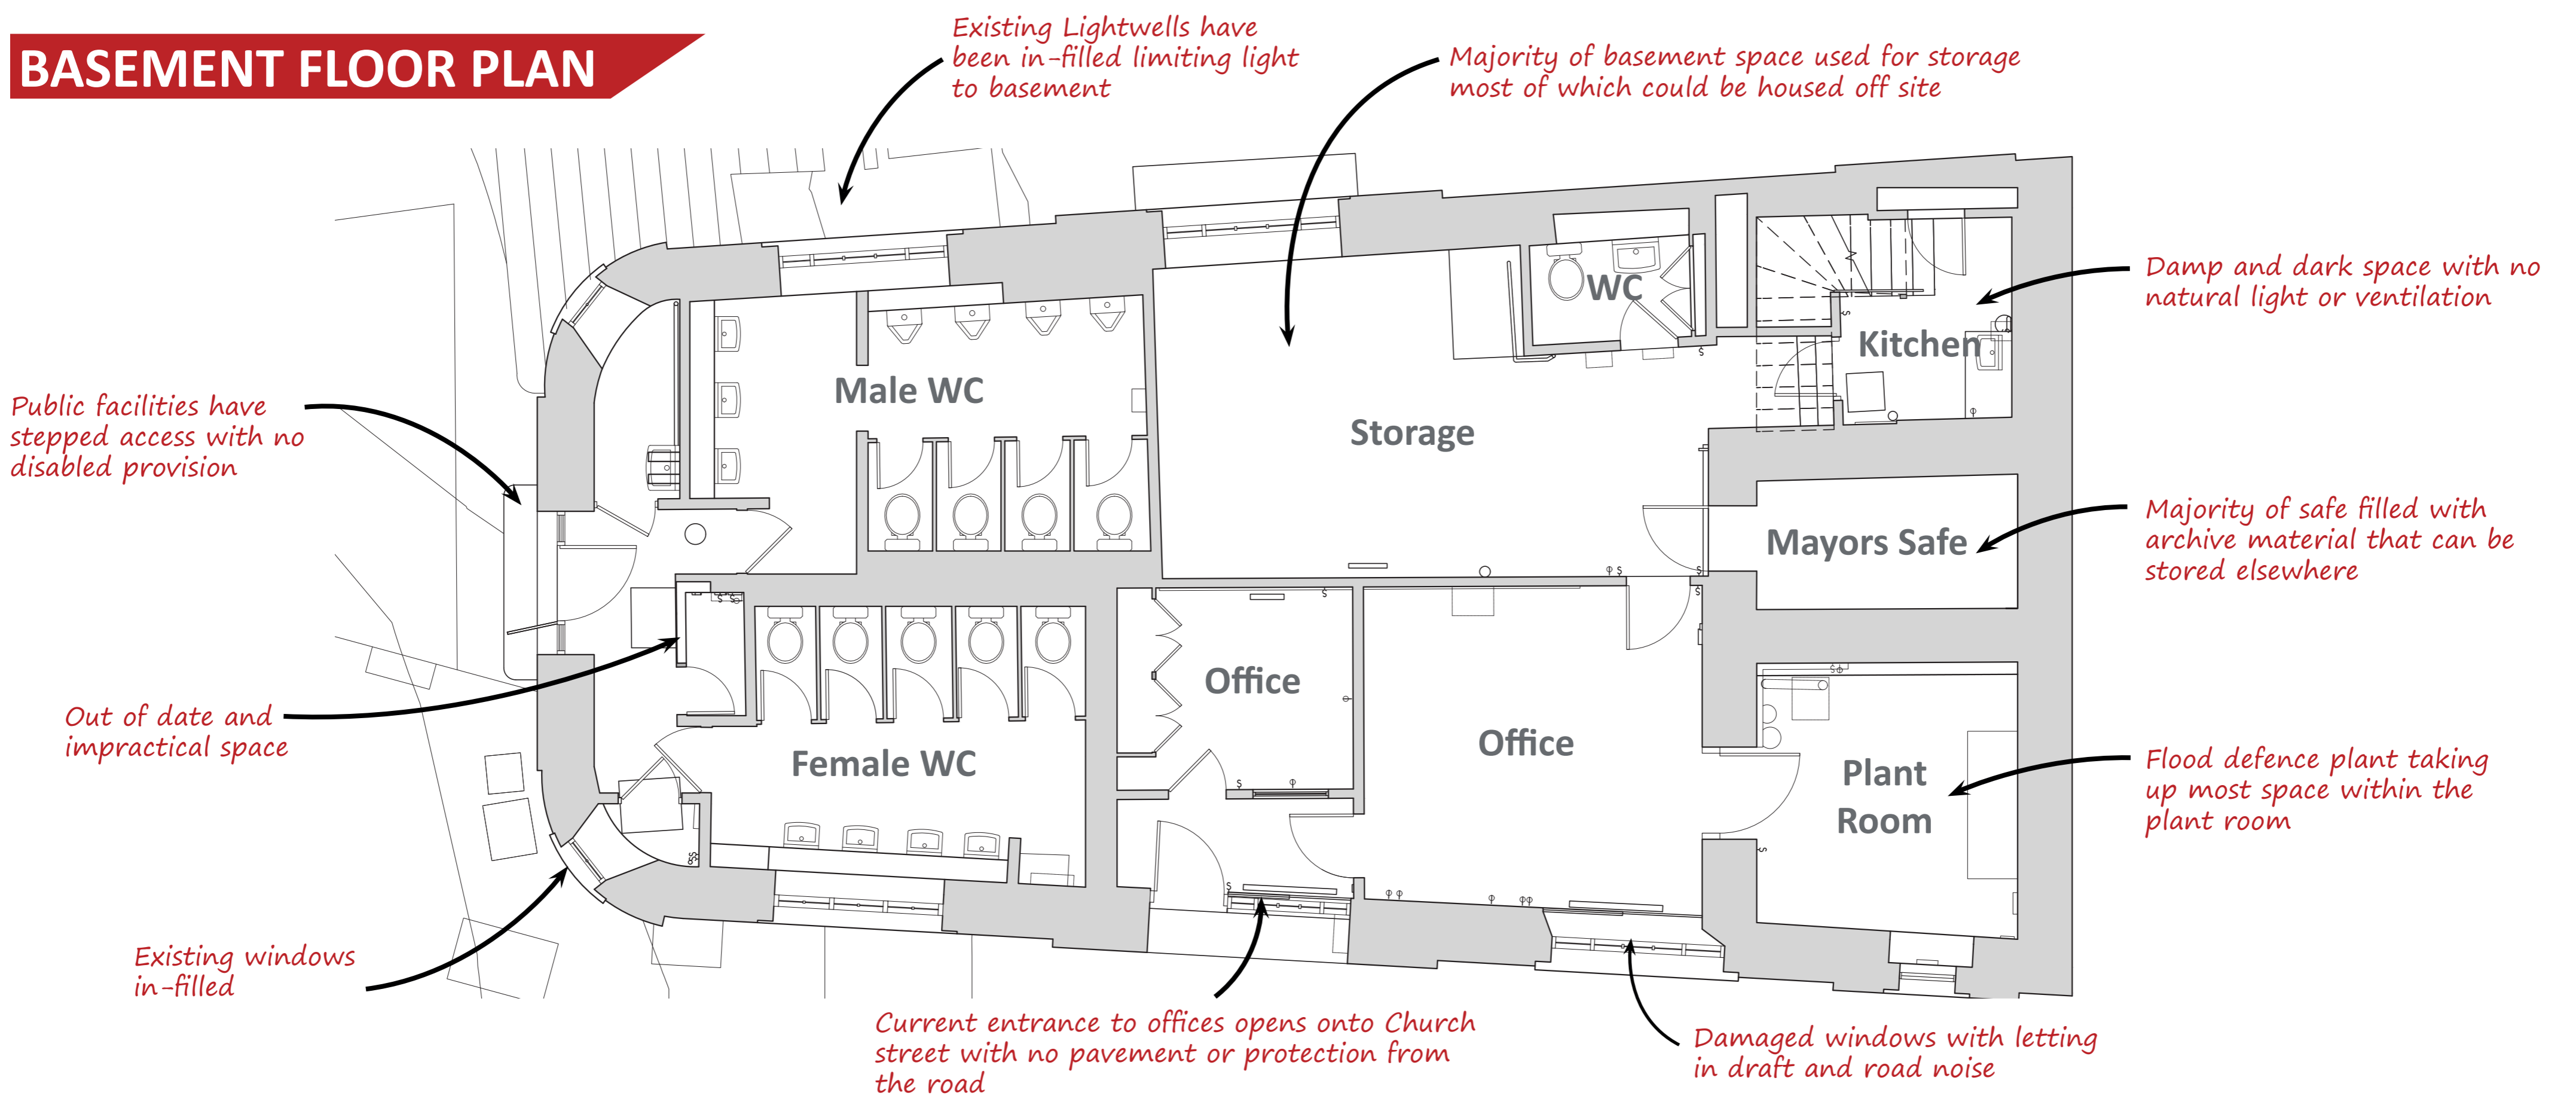 BASEMENT FLOOR PLAN
Existing Lightwells have
been in-filled limiting light
to basement
Majority of basement space used for storage
most of which could be housed off site
Damp and dark space with no
natural light or ventilation
WC
Kitchen
Male WC
Public facilities have
stepped access with no
disabled provision
Storage
Majority of safe filled with
archive material that can be
stored elsewhere
Mayors Safe
Office
Out of date and
impractical space
Office
Female WC
Plant
Room
Flood defence plant taking
up most space within the
plant room
Existing windows
in-filled
Current entrance to offices opens onto Church
street with no pavement or protection from
the road
Damaged windows with letting
in draft and road noise